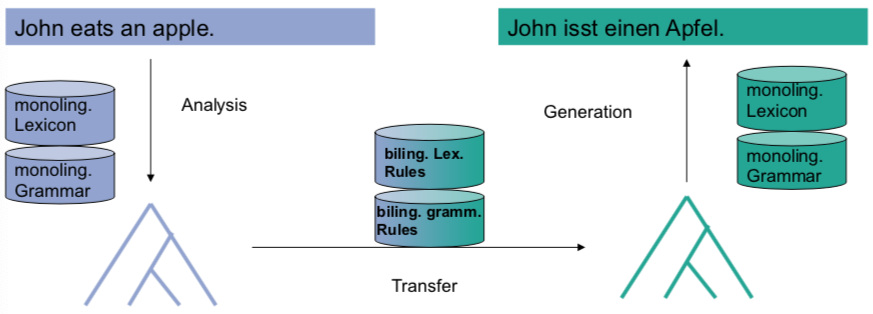 John eats an apple.
John isst einen Apfel.
monoling.
Lexicon
monoling.
Grammar
Analysis
biling. Lex.
Rules
biling. gramm.
Rules
Transfer
Generation
monoling.
Lexicon
monoling.
Grammar